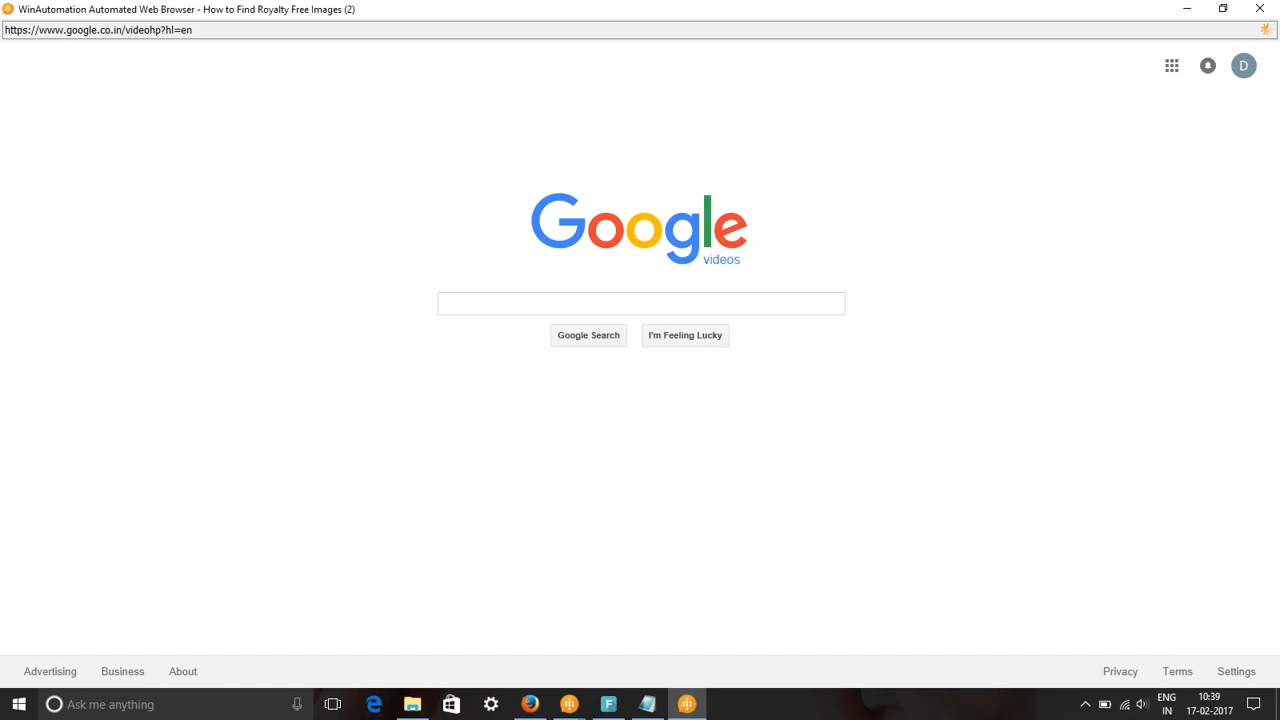 WinAutomation Automated Web Browser - How to Find Royalty Free Images (2)
https://www.google.co.in/videohp?hl=en
D
Google
videos
Google Search
I'm Feeling Lucky
Advertising
Business
About
Privacy
Terms
Settings
Ask me anything
F
ENG
IN
10:39
17-02-2017